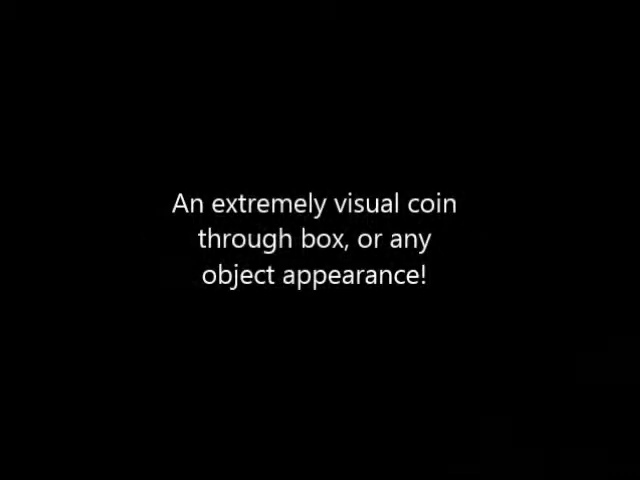 An extremely visual coin
through box, or any
object appearance!